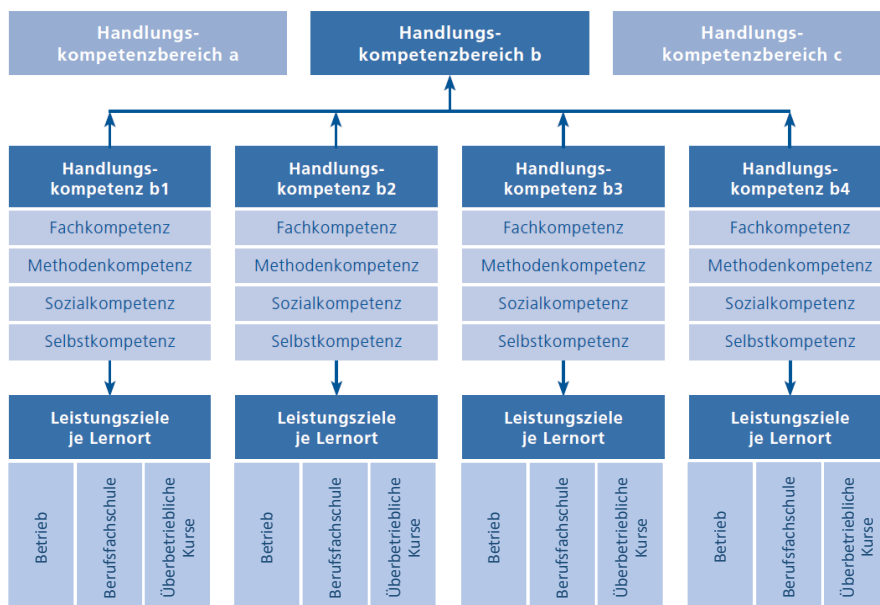 Handlungs-
kompetenzbereich a
Handlungs-
kompetenzbereich b
Handlungs-
kompetenzbereich c
Handlungs-
kompetenz b1
Handlungs-
kompetenz b2
Handlungs-
kompetenz b3
Handlungs-
kompetenz b4
Fachkompetenz
Fachkompetenz
Fachkompetenz
Fachkompetenz
Methodenkompetenz
Methodenkompetenz
Methodenkompetenz
Methodenkompetenz
Sozialkompetenz
Sozialkompetenz
Sozialkompetenz
Sozialkompetenz
Selbstkompetenz
Selbstkompetenz
Selbstkompetenz
Selbstkompetenz
Leistungsziele
je Lernort
Leistungsziele
je Lernort
Leistungsziele
je Lernort
Leistungsziele
je Lernort
Betrieb
Berufsfachschule
Überbetriebliche
Kurse
Betrieb
Berufsfachschule
Überbetriebliche
Kurse
Betrieb
Berufsfachschule
Überbetriebliche
Kurse
Betrieb
Berufsfachschule
Überbetriebliche
Kurse